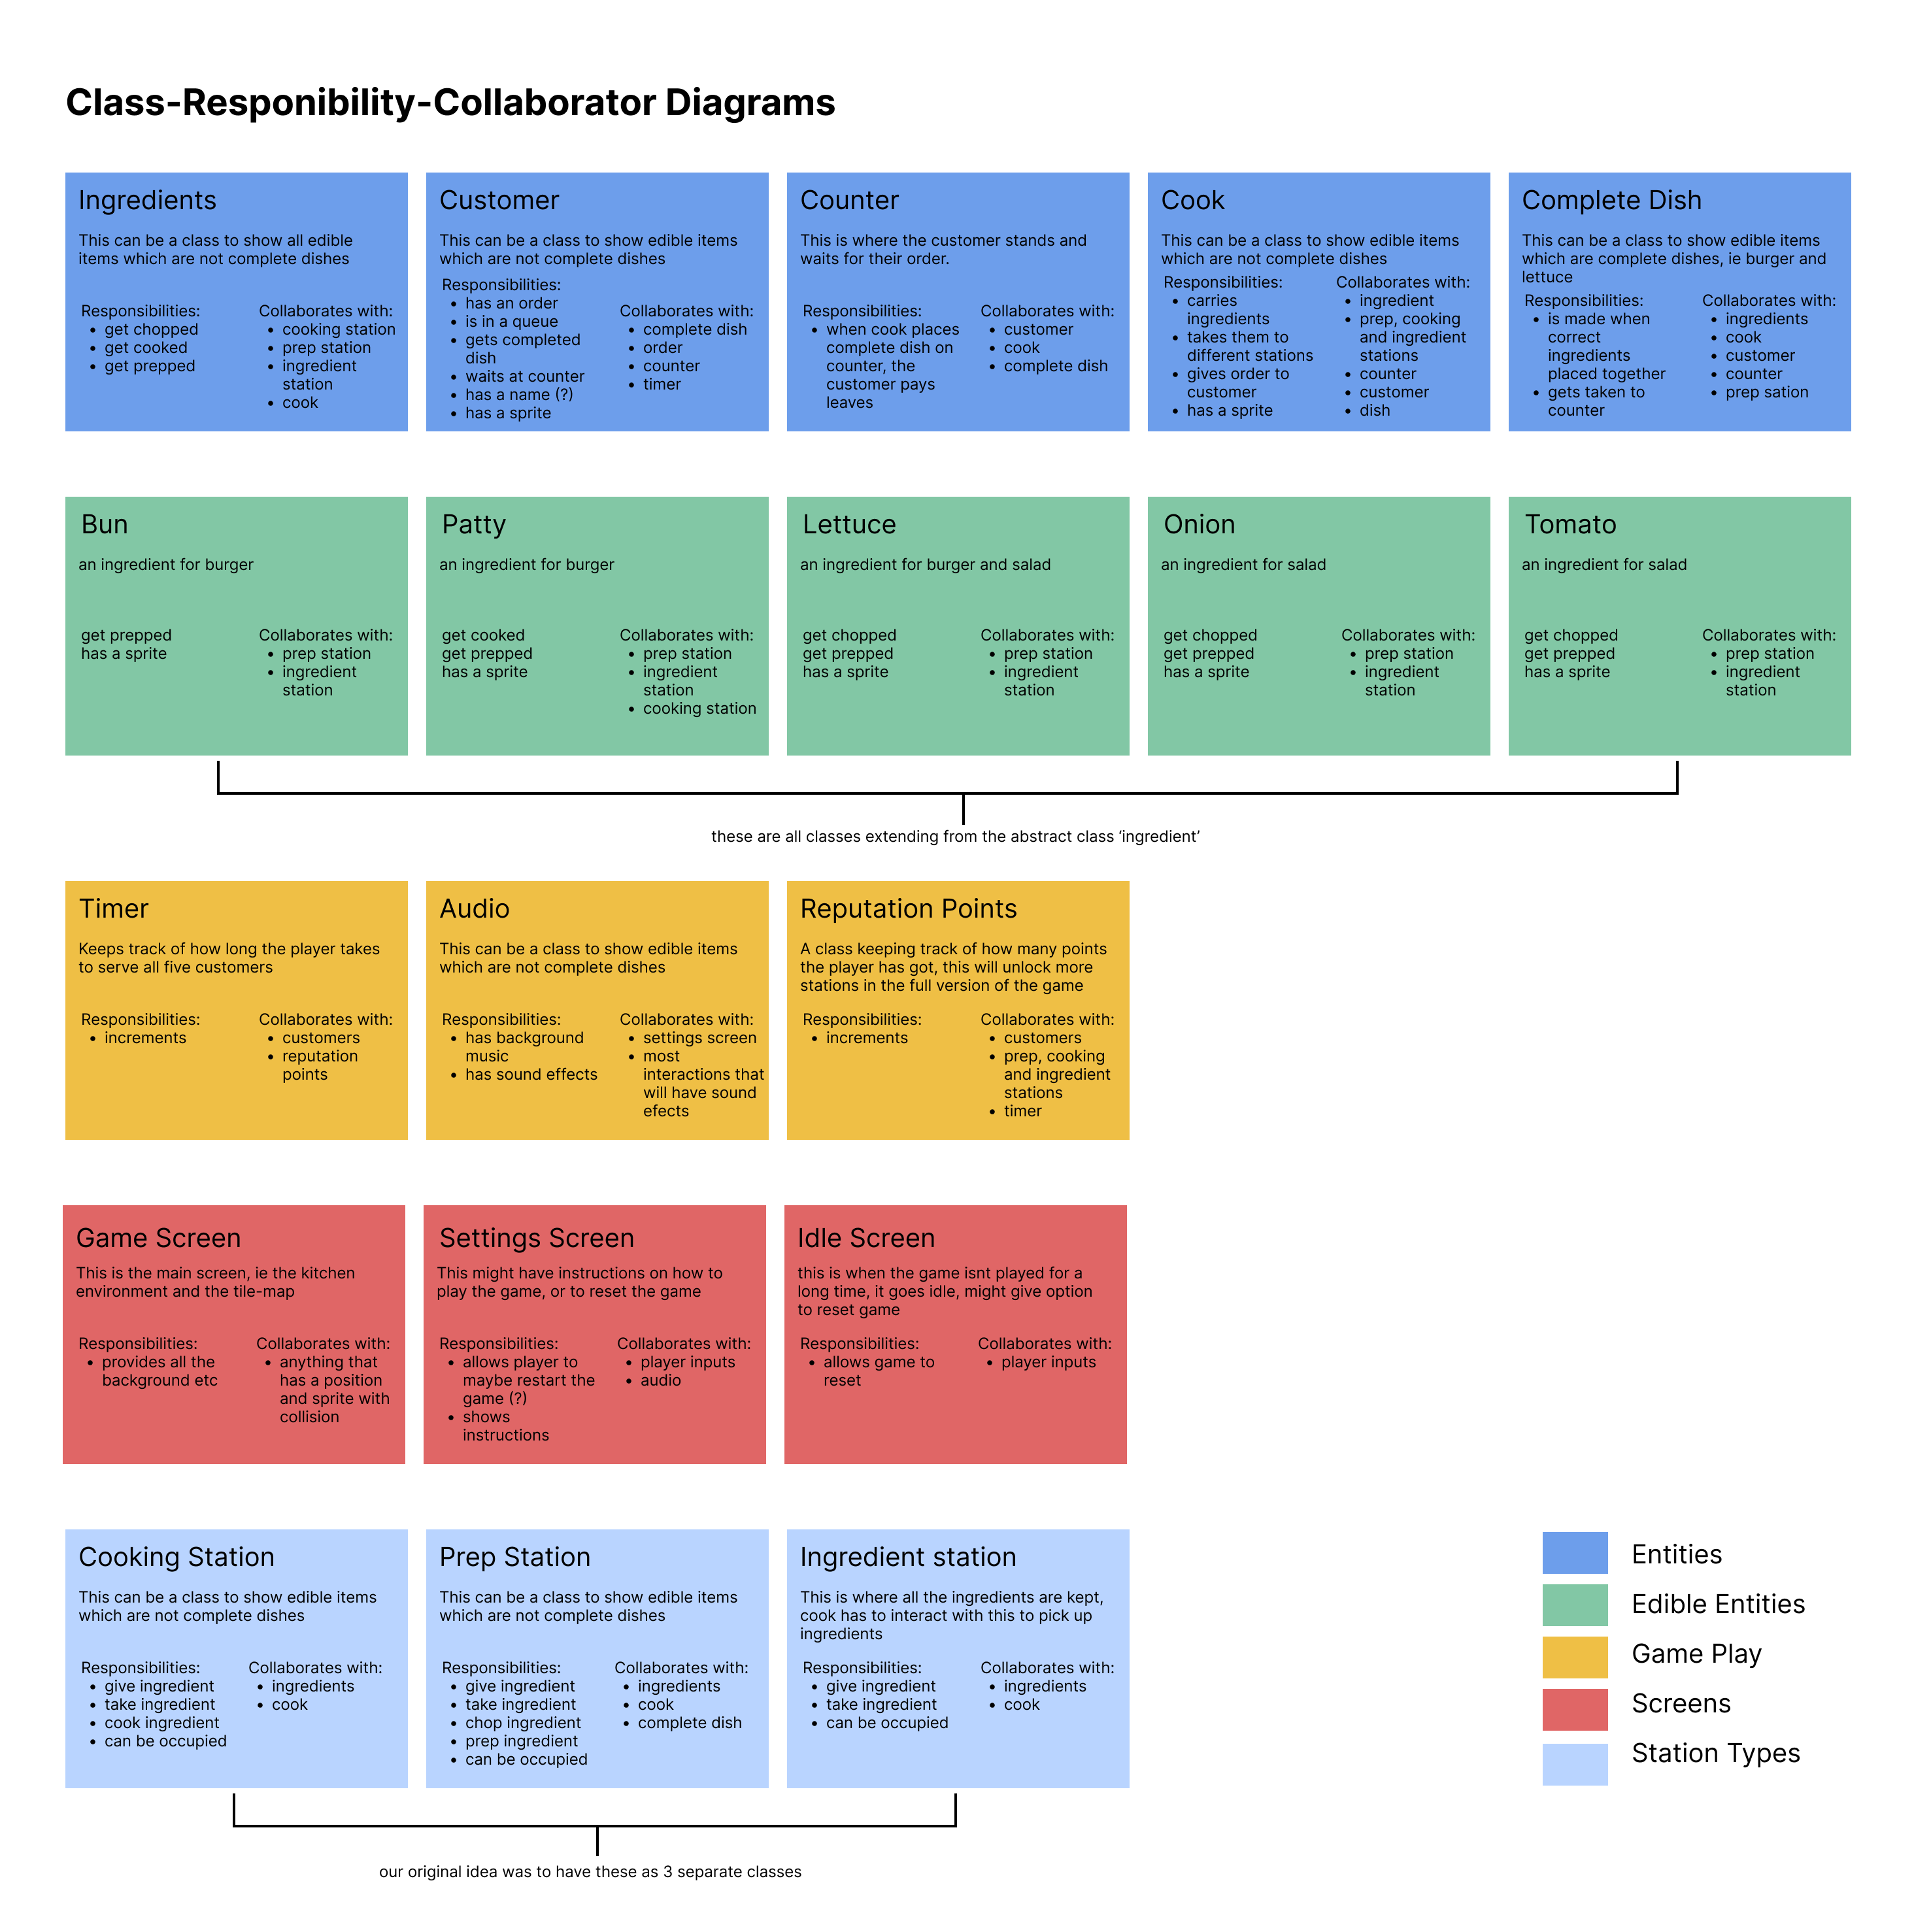 Class-Responibility-Collaborator Diagrams
Ingredients
This can be a class to show all edible
items which are not complete dishes
Responsibilities:
get chopped
get cooked
get prepped
Collaborates with:
cooking station
prep station
ingredient
station
cook
Customer
This can be a class to show edible items
which are not complete dishes
Responsibilities:
has an order
is in a queue
gets completed
dish
waits at counter
has a name (?)
has a sprite
Collaborates with:
complete dish
order
counter
timer
Counter
This is where the customer stands and
waits for their order.
Responsibilities:
when cook places
complete dish on
counter, the
customer pays
leaves
Collaborates with:
customer
cook
complete dish
Cook
This can be a class to show edible items
which are not complete dishes
Responsibilities:
carries
ingredients
takes them to
different stations
gives order to
customer
has a sprite
Collaborates with:
ingredient
prep, cooking
and ingredient
stations
counter
customer
dish
Complete Dish
This can be a class to show edible items
which are complete dishes, ie burger and
lettuce
Responsibilities:
is made when
correct
ingredients
placed together
gets taken to
counter
Collaborates with:
ingredients
cook
customer
counter
prep sation
Bun
an ingredient for burger
get prepped
has a sprite
Collaborates with:
prep station
ingredient
station
Patty
an ingredient for burger
get cooked
get prepped
has a sprite
Collaborates with:
prep station
ingredient
station
cooking station
Lettuce
an ingredient for burger and salad
get chopped
get prepped
has a sprite
Collaborates with:
prep station
ingredient
station
Onion
an ingredient for salad
get chopped
get prepped
has a sprite
Collaborates with:
prep station
ingredient
station
Tomato
an ingredient for salad
get chopped
get prepped
has a sprite
Collaborates with:
prep station
ingredient
station
these are all classes extending from the abstract class ‘ingredient’
Timer
Keeps track of how long the player takes
to serve all five customers
Responsibilities:
increments
Collaborates with:
customers
reputation
points
Audio
This can be a class to show edible items
which are not complete dishes
Responsibilities:
has background
music
has sound effects
Collaborates with:
settings screen
most
interactions that
will have sound
efects
Reputation Points
A class keeping track of how many points
the player has got, this will unlock more
stations in the full version of the game
Responsibilities:
increments
Collaborates with:
customers
prep, cooking
and ingredient
stations
timer
Game Screen
This is the main screen, ie the kitchen
environment and the tile-map
Responsibilities:
provides all the
background etc
Collaborates with:
anything that
has a position
and sprite with
collision
Settings Screen
This might have instructions on how to
play the game, or to reset the game
Responsibilities:
allows player to
maybe restart the
game (?)
shows
instructions
Collaborates with:
player inputs
audio
Idle Screen
this is when the game isnt played for a
long time, it goes idle, might give option
to reset game
Responsibilities:
allows game to
reset
Collaborates with:
player inputs
Cooking Station
This can be a class to show edible items
which are not complete dishes
Responsibilities:
give ingredient
take ingredient
cook ingredient
can be occupied
Collaborates with:
ingredients
cook
Prep Station
This can be a class to show edible items
which are not complete dishes
Responsibilities:
give ingredient
take ingredient
chop ingredient
prep ingredient
can be occupied
Collaborates with:
ingredients
cook
complete dish
Ingredient station
This is where all the ingredients are kept,
cook has to interact with this to pick up
ingredients
Responsibilities:
give ingredient
take ingredient
can be occupied
Collaborates with:
ingredients
cook
our original idea was to have these as 3 separate classes
Entities
Edible Entities
Game Play
Screens
Station Types